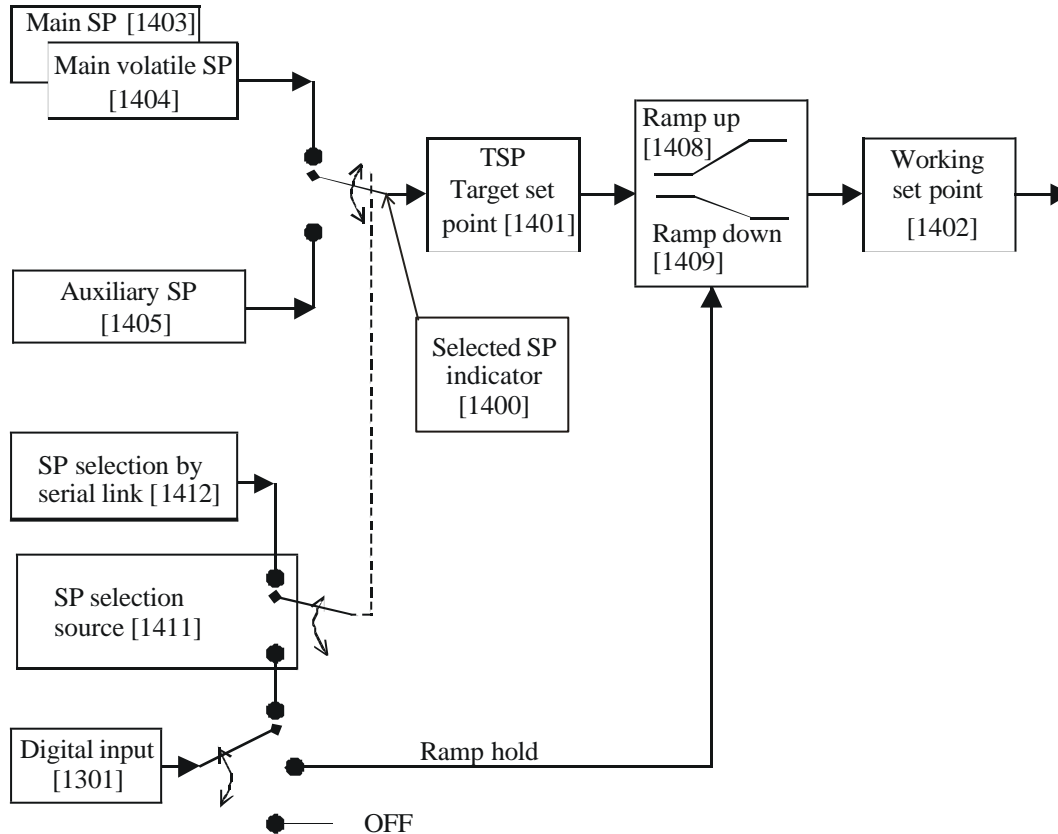 Main SP [1403]
Main volatile SP
[1404]
Auxiliary SP
[1405]
TSP
Target set
point [1401]
Ramp up
[1408]
Ramp down
[1409]
Working
set point
[1402]
Selected SP
indicator
[1400]
SP selection by
serial link [1412]
SP selection
source [1411]
Digital input
[1301]
Ramp hold
OFF